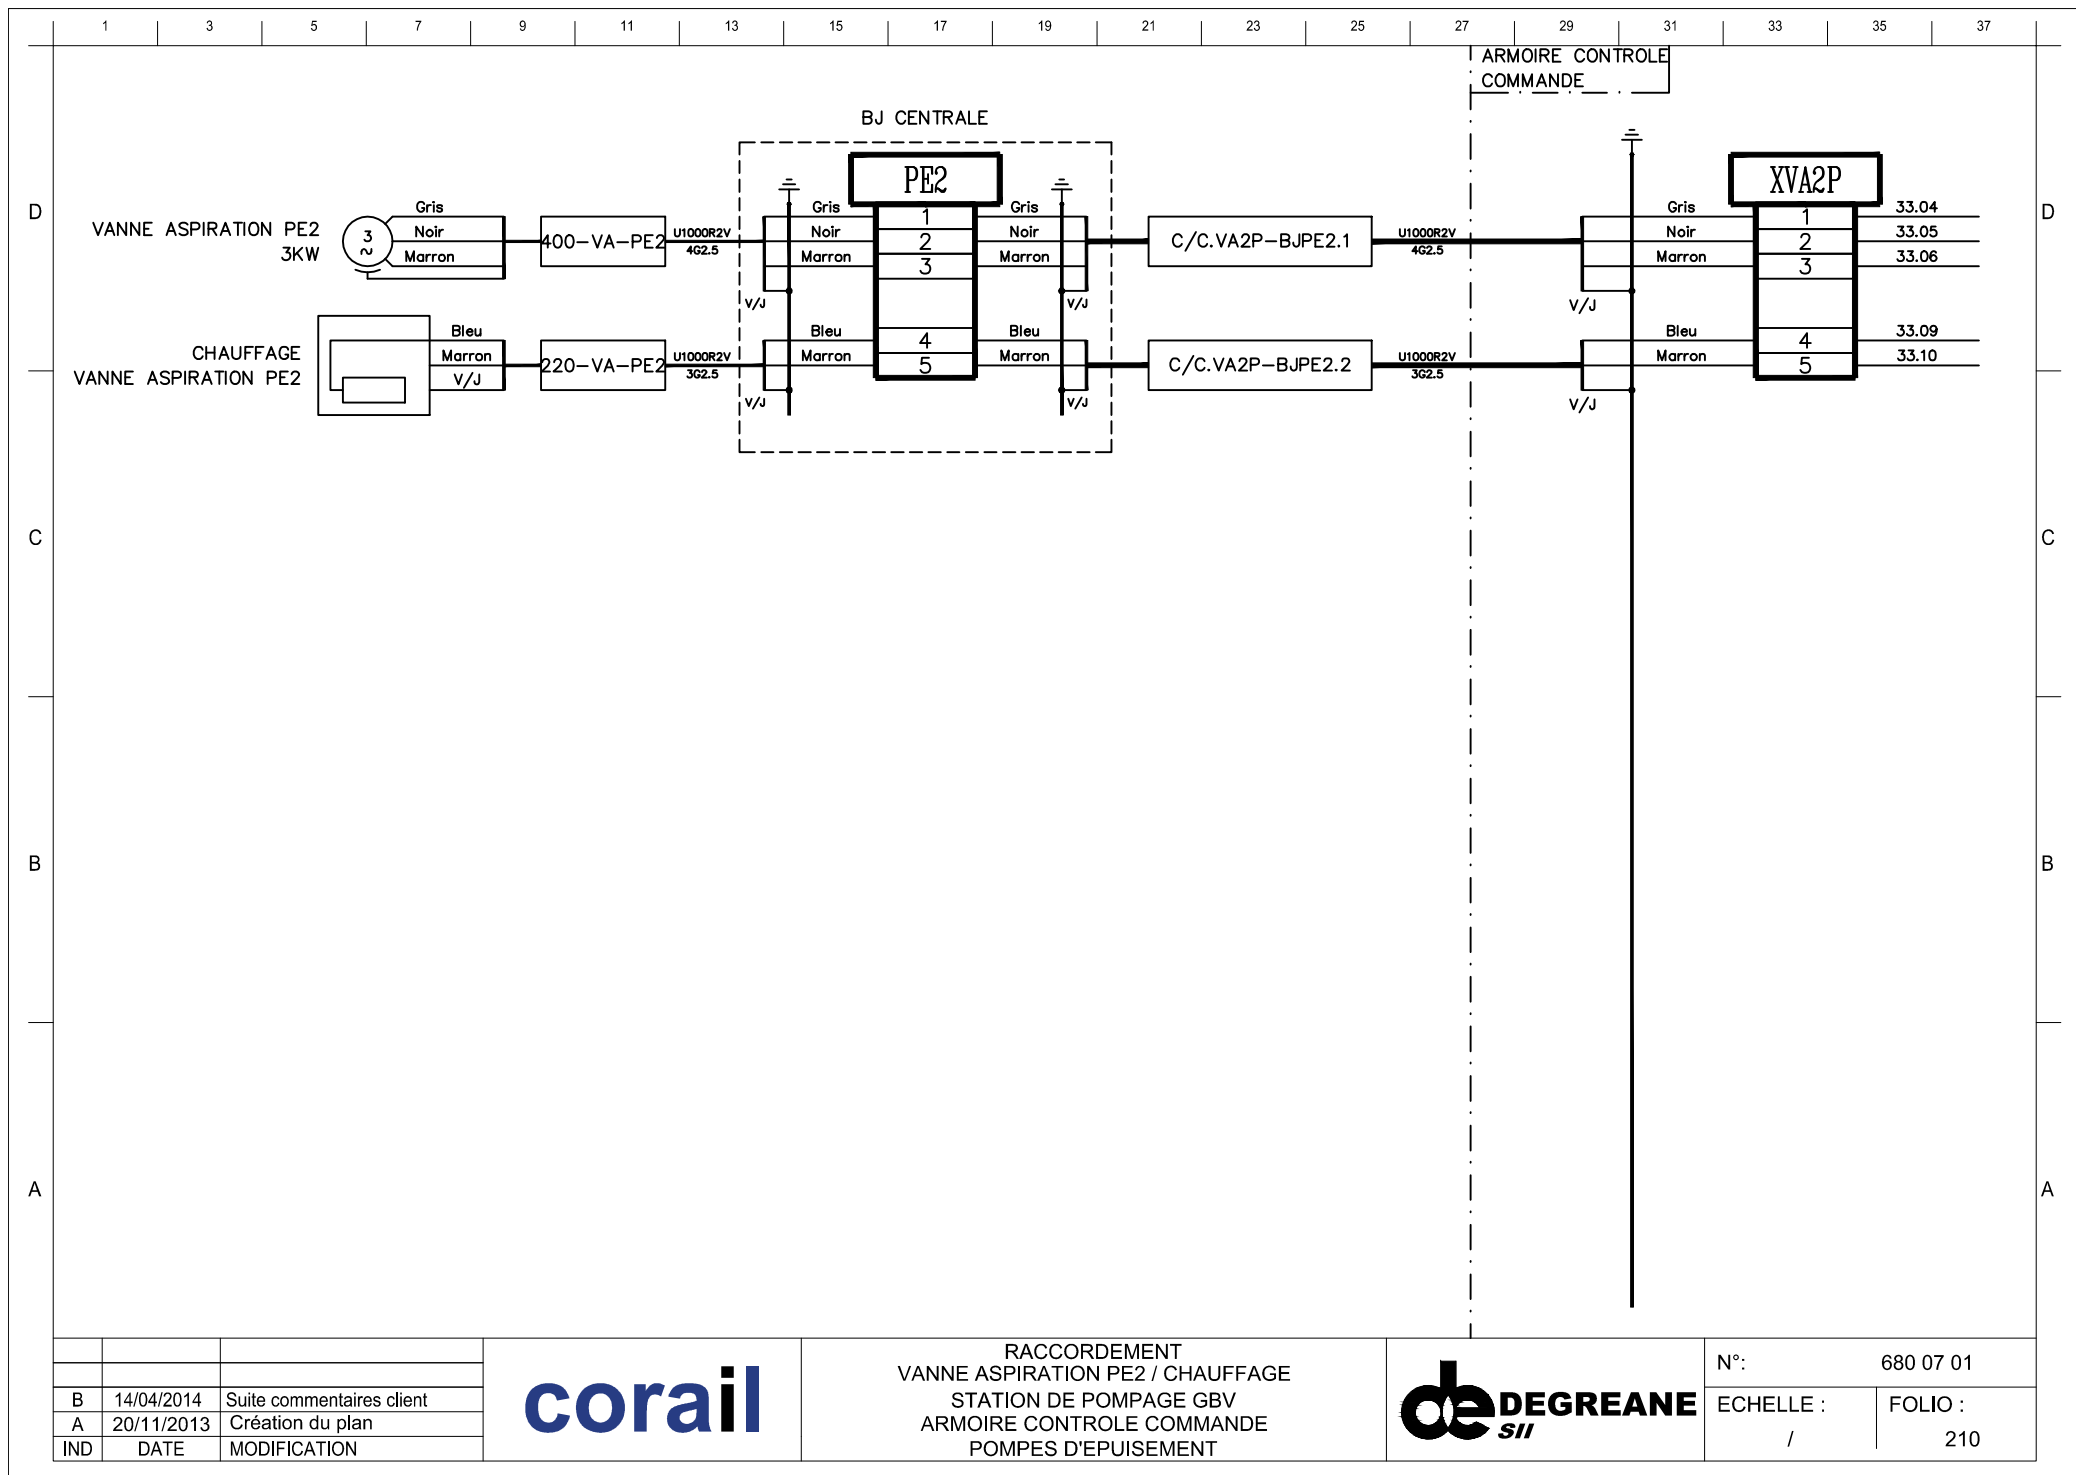 1 3 5 7 9 11 13 15 17 19 21 23 25 27 29 31 33 35 37
ARMOIRE CONTROLE
COMMANDE
BJ CENTRALE
PE2
XVA2P
D
D
VANNE ASPIRATION PE2
3KW
3
~
Gris
Noir
Marron
400-VA-PE2
U1000R2V
4G2.5
Gris
Noir
Marron
V/J
1
2
3
Gris
Noir
Marron
V/J
C/C.VA2P-BJPE2.1
U1000R2V
4G2.5
Gris
Noir
Marron
V/J
1
2
3
33.04
33.05
33.06
CHAUFFAGE
VANNE ASPIRATION PE2
Bleu
Marron
V/J
220-VA-PE2
U1000R2V
3G2.5
Bleu
Marron
V/J
4
5
Bleu
Marron
V/J
C/C.VA2P-BJPE2.2
U1000R2V
3G2.5
Bleu
Marron
V/J
4
5
33.09
33.10
C
C
B
B
A
A
B 14/04/2014 Suite commentaires client
A 20/11/2013 Création du plan
IND DATE MODIFICATION
corail
RACCORDEMENT
VANNE ASPIRATION PE2 / CHAUFFAGE
STATION DE POMPAGE GBV
ARMOIRE CONTROLE COMMANDE
POMPES D'EPUISEMENT
de DEGREANE
SII
N°: 680 07 01
ECHELLE :
/
FOLIO :
210